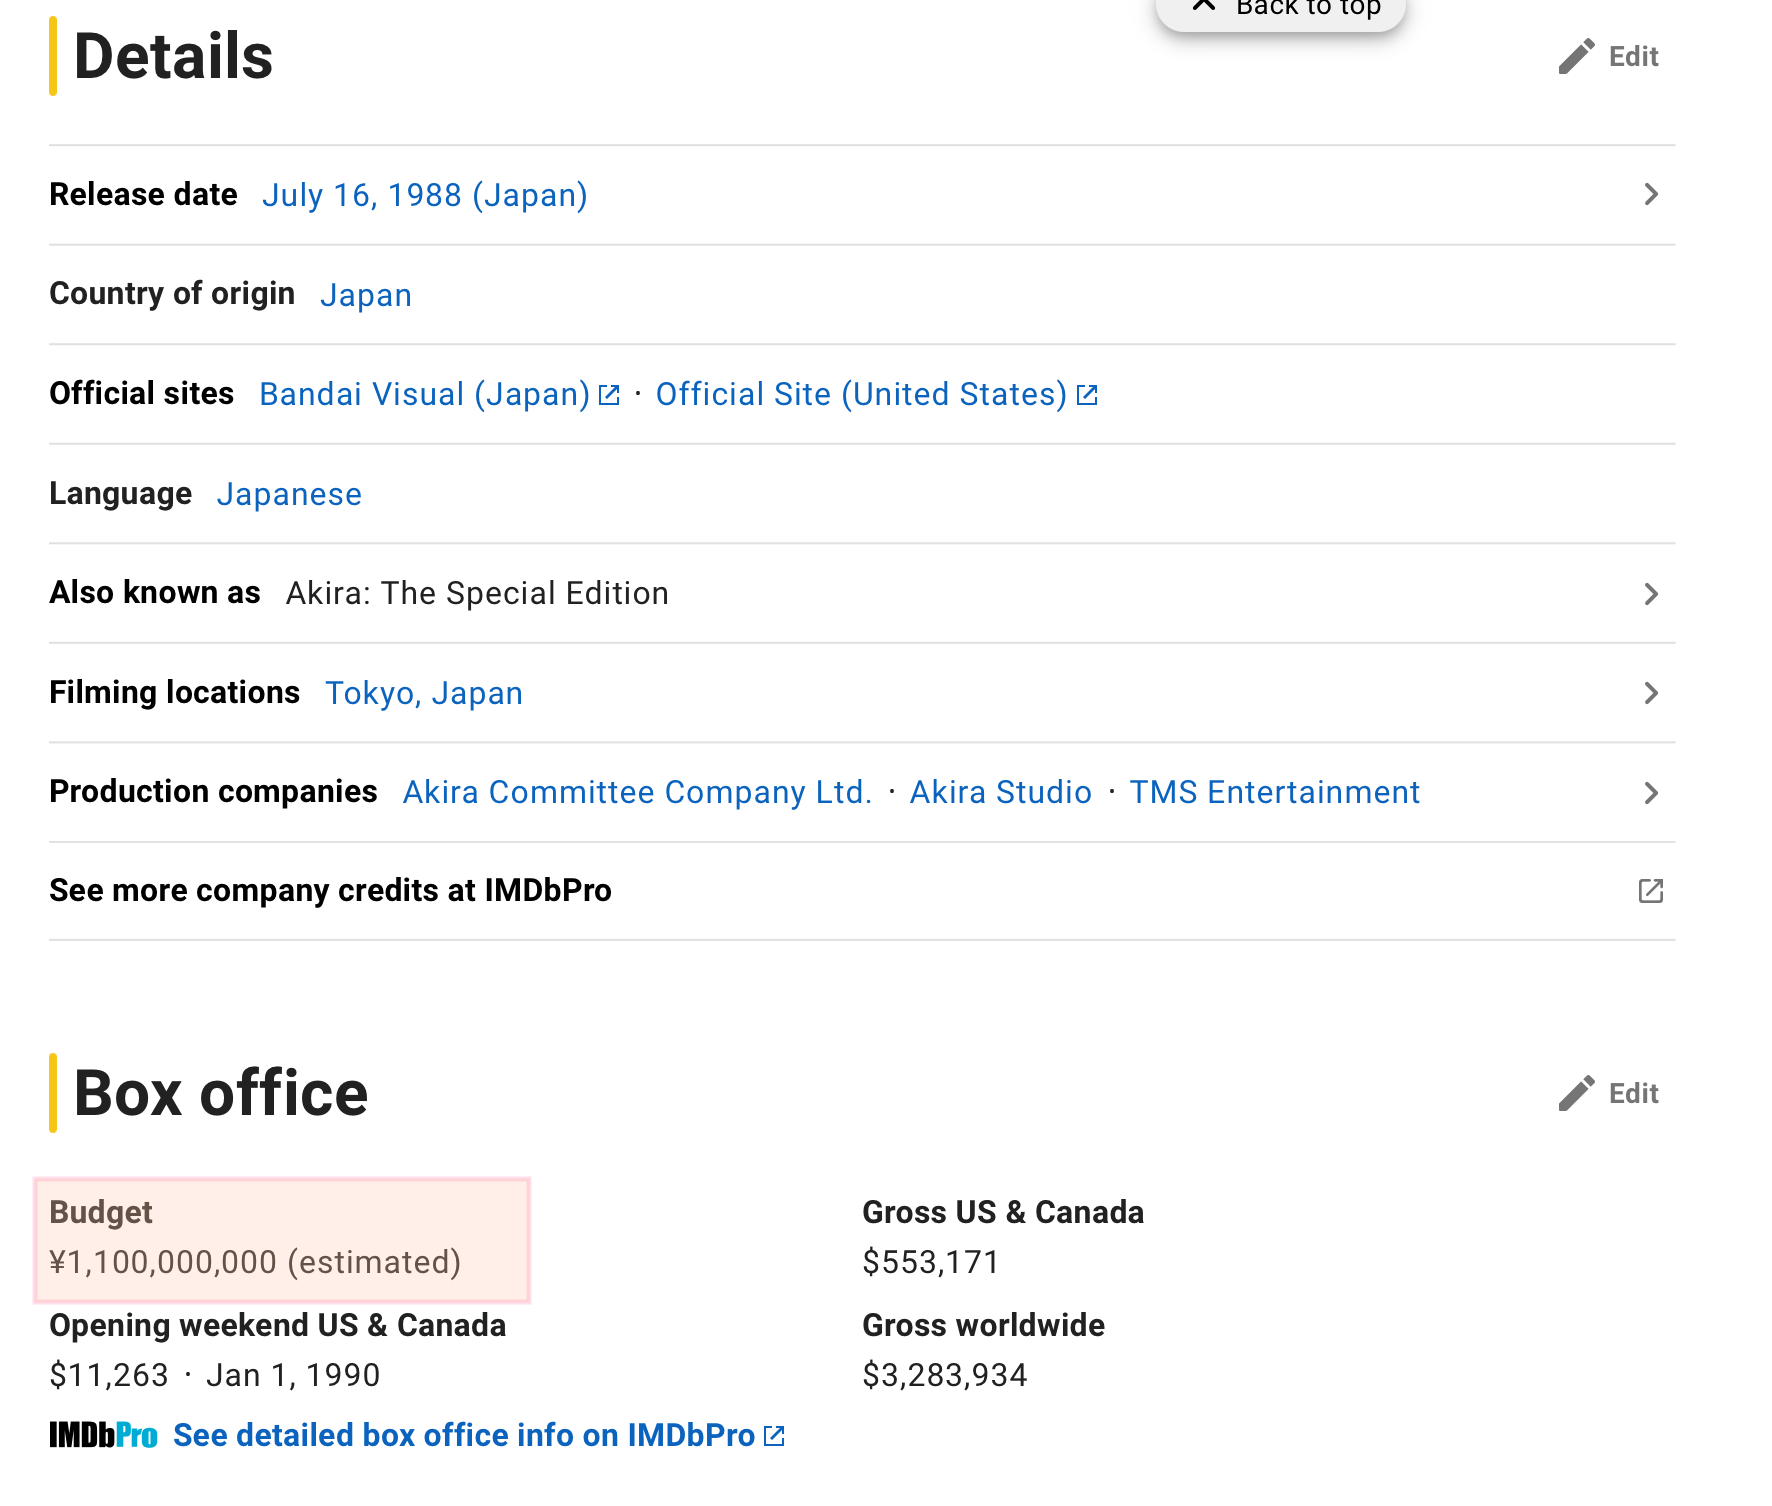 Back to top
Details
Edit
Release date July 16, 1988 (Japan)
Country of origin Japan
Official sites Bandai Visual (Japan) · Official Site (United States)
Language Japanese
Also known as Akira: The Special Edition
Filming locations Tokyo, Japan
Production companies Akira Committee Company Ltd. · Akira Studio · TMS Entertainment
See more company credits at IMDbPro
Box office
Edit
Budget
¥1,100,000,000 (estimated)
Gross US & Canada
$553,171
Opening weekend US & Canada
$11,263 · Jan 1, 1990
Gross worldwide
$3,283,934
IMDbPro See detailed box office info on IMDbPro